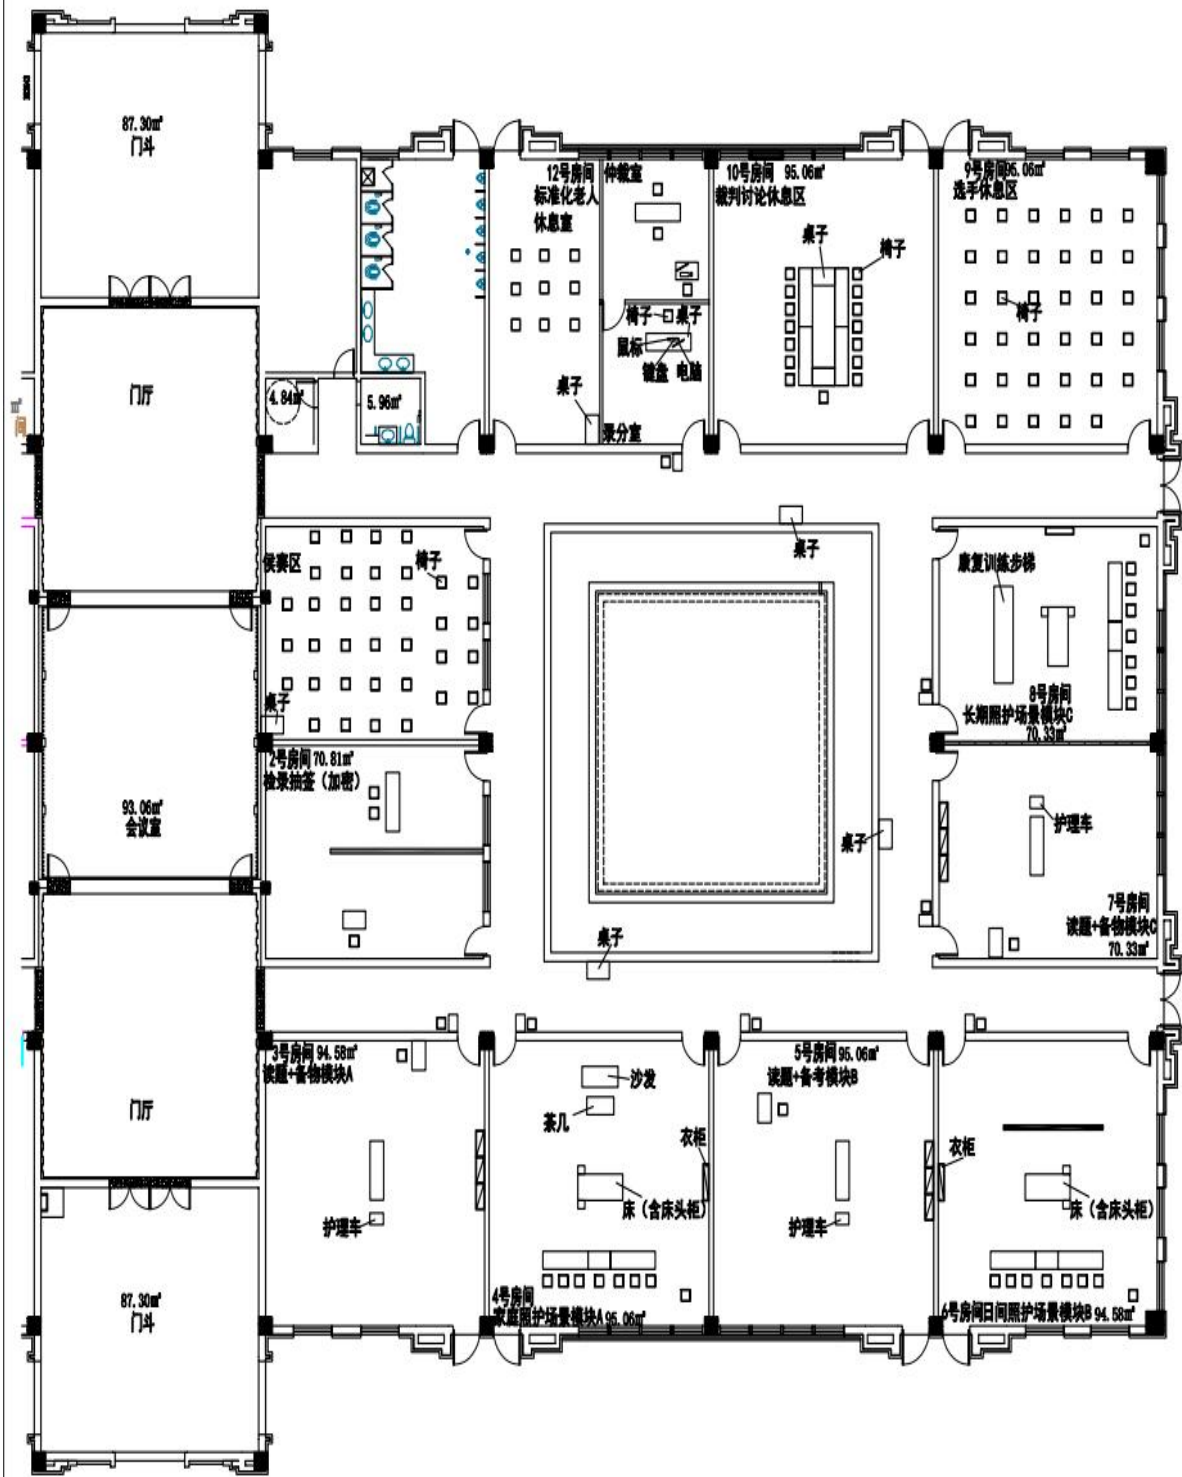 87.30㎡
门斗
12号房间
标准化老人
休息室
仲裁室
10号房间 95.06㎡
裁判讨论休息区
9号房间95.06㎡
选手休息区
桌子
椅子
椅子
椅子
桌子
鼠标
键盘 电脑
桌子
录分室
门厅
4.84㎡
5.96㎡
侯赛区
椅子
桌子
桌子
康复训练步梯
8号房间
长期照护场景模块C
70.33㎡
2号房间 70.81㎡
检录抽签（加密）
93.06㎡
会议室
护理车
桌子
7号房间
读题+备物模块C
70.33㎡
桌子
门厅
3号房间 94.58㎡
读题+备物模块A
护理车
沙发
茶几
衣柜
床（含床头柜）
4号房间
家庭照护场景模块A 95.06㎡
5号房间 95.06㎡
读题+备考模块B
护理车
衣柜
床（含床头柜）
6号房间日间照护场景模块B 94.58㎡
87.30㎡
门斗